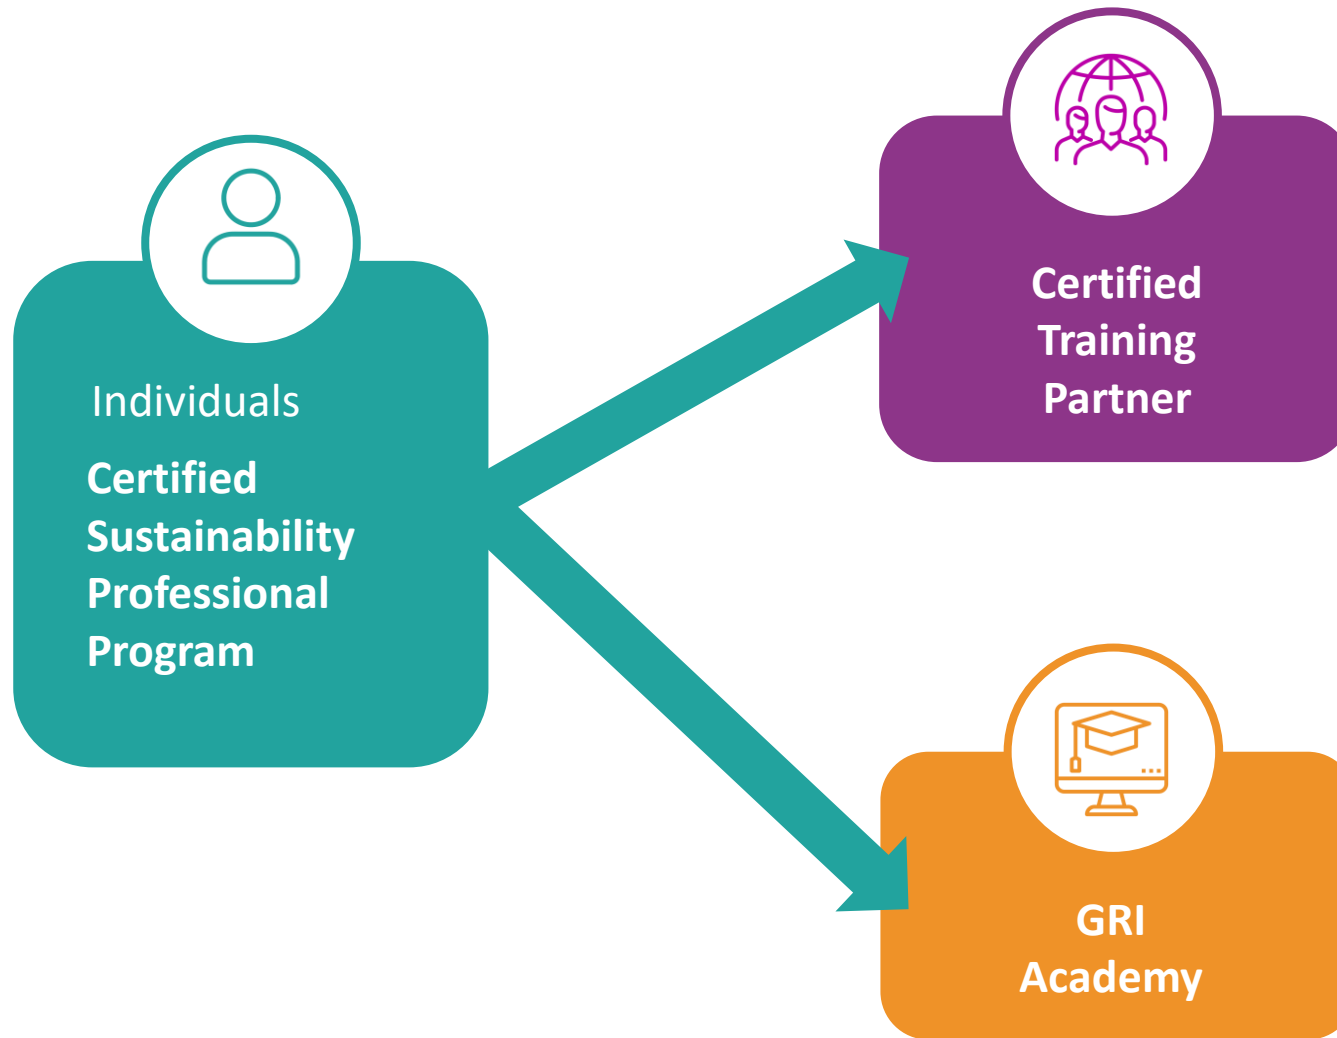 Individuals
Certified
Sustainability
Professional
Program
Certified
Training
Partner
GRI
Academy